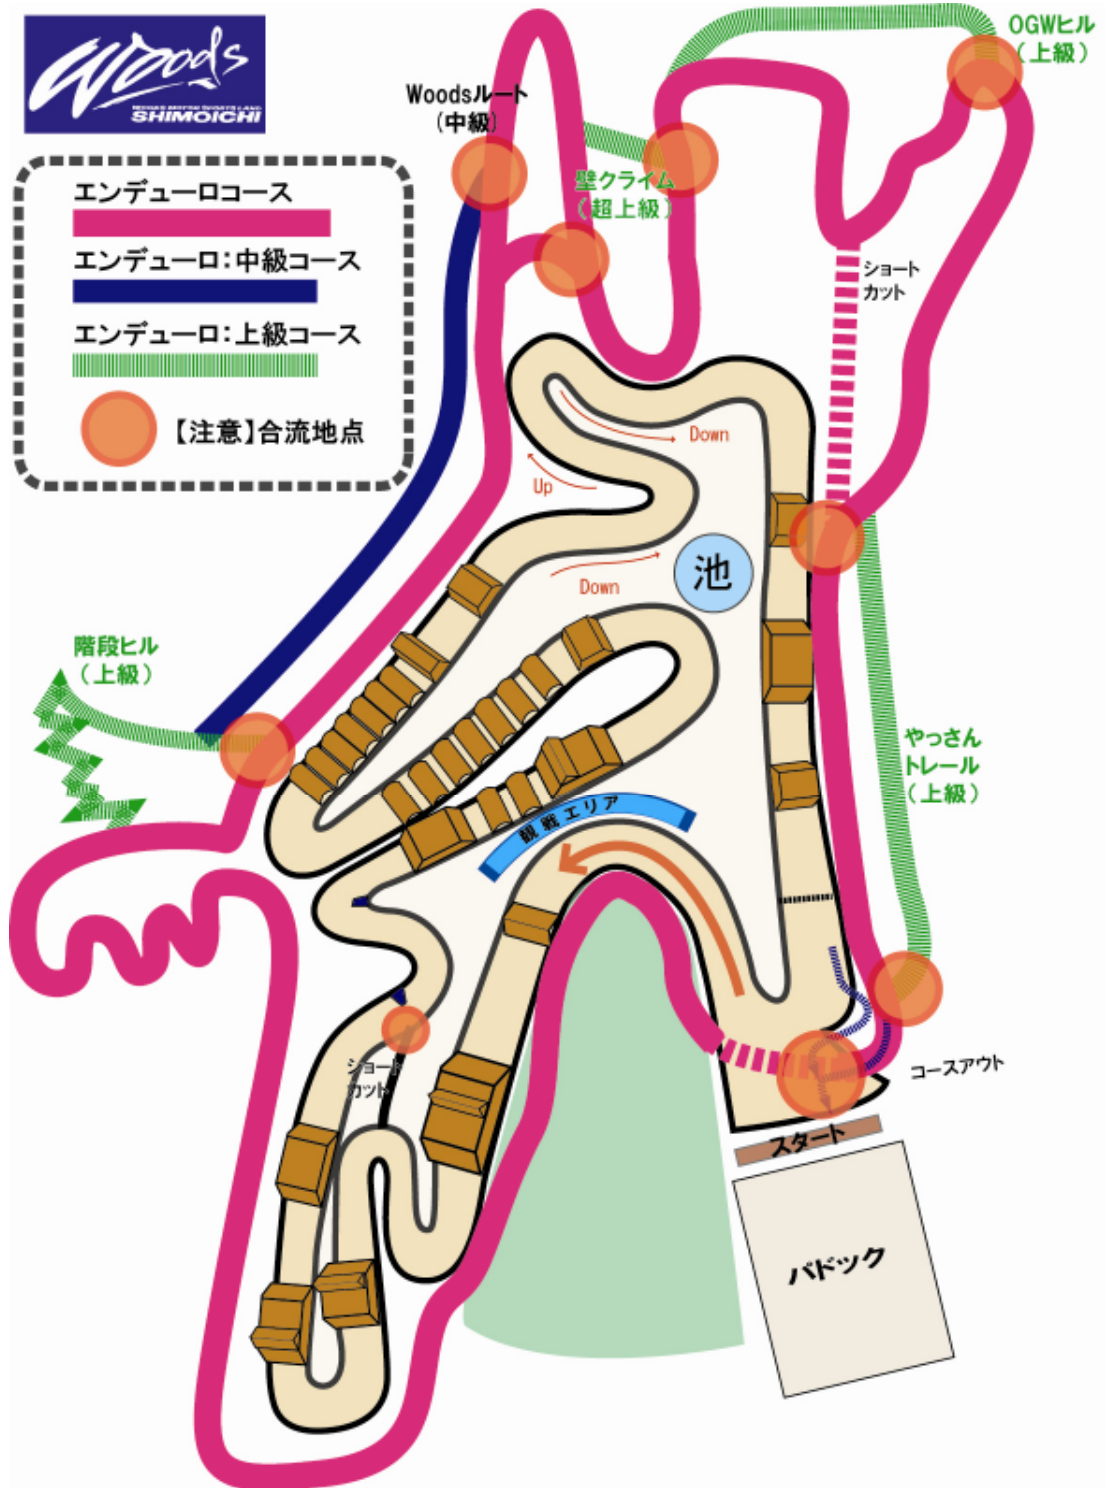 Woods
SHIMOICHI
エンデューロコース
エンデューロ:中級コース
エンデューロ:上級コース
【注意】合流地点
Woodsルート
(中級)
OGWヒル
(上級)
壁クライム
(超上級)
ショート
カット
Down
Up
Down
池
階段ヒル
(上級)
やっさん
トレール
(上級)
観戦エリア
ショート
カット
コースアウト
スタート
パドック